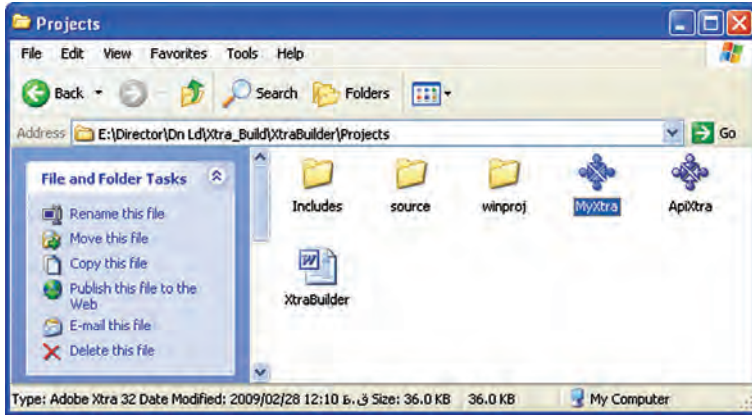 Projects
File Edit View Favorites Tools Help
Back Search Folders
Address E:\Director\Dn Ld\Xtra_Build\XtraBuilder\Projects Go
File and Folder Tasks
Rename this file
Move this file
Copy this file
Publish this file to the
Web
E-mail this file
Delete this file
Includes source winproj MyXtra ApiXtra
XtraBuilder
Type: Adobe Xtra 32 Date Modified: 2009/02/28 12:10 ق.ظ Size: 36.0 KB 36.0 KB My Computer